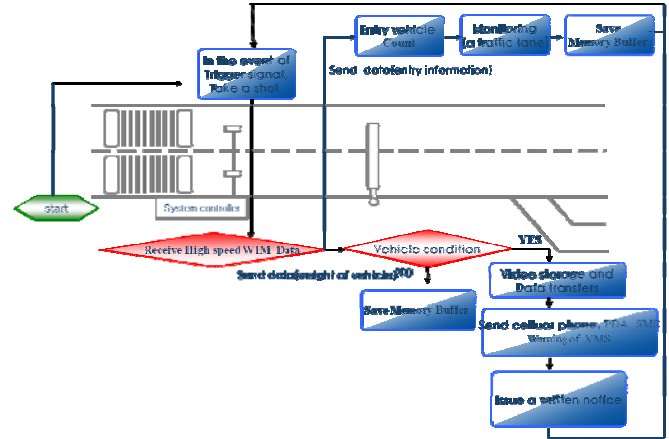 Entry vehicle
Count
Monitoring
(a traffic lane)
Save
Memory Buffer
In the event of
Trigger signal,
Take a shot
Send data(entry information)
start
System controller
Receive High speed WIM Data
Vehicle condition
YES
Send data(weight of vehicle)
NO
Video storage and
Data transfers
Save Memory Buffer
Send celluar phone, PDA, SMS
Warning of VMS
Issue a written notice